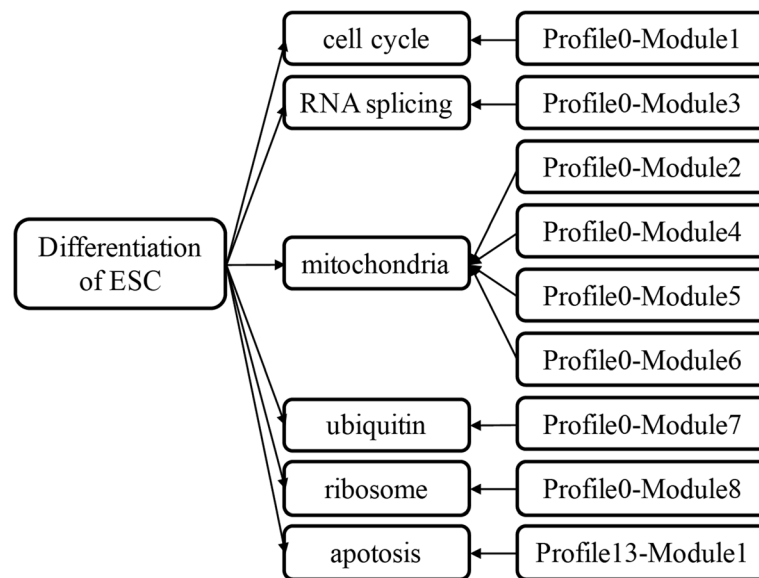 Differentiation
of ESC
cell cycle
RNA splicing
mitochondria
ubiquitin
ribosome
apotosis
Profile0-Module1
Profile0-Module3
Profile0-Module2
Profile0-Module4
Profile0-Module5
Profile0-Module6
Profile0-Module7
Profile0-Module8
Profile13-Module1